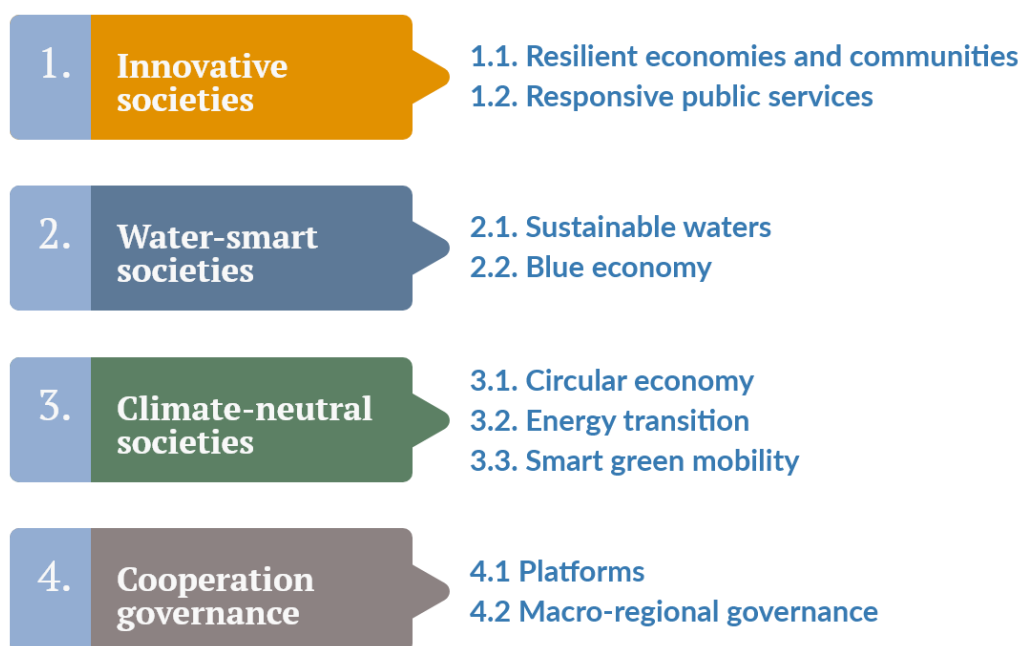 1.
Innovative
societies
1.1. Resilient economies and communities
1.2. Responsive public services
2.
Water-smart
societies
2.1. Sustainable waters
2.2. Blue economy
3.
Climate-neutral
societies
3.1. Circular economy
3.2. Energy transition
3.3. Smart green mobility
4.
Cooperation
governance
4.1 Platforms
4.2 Macro-regional governance